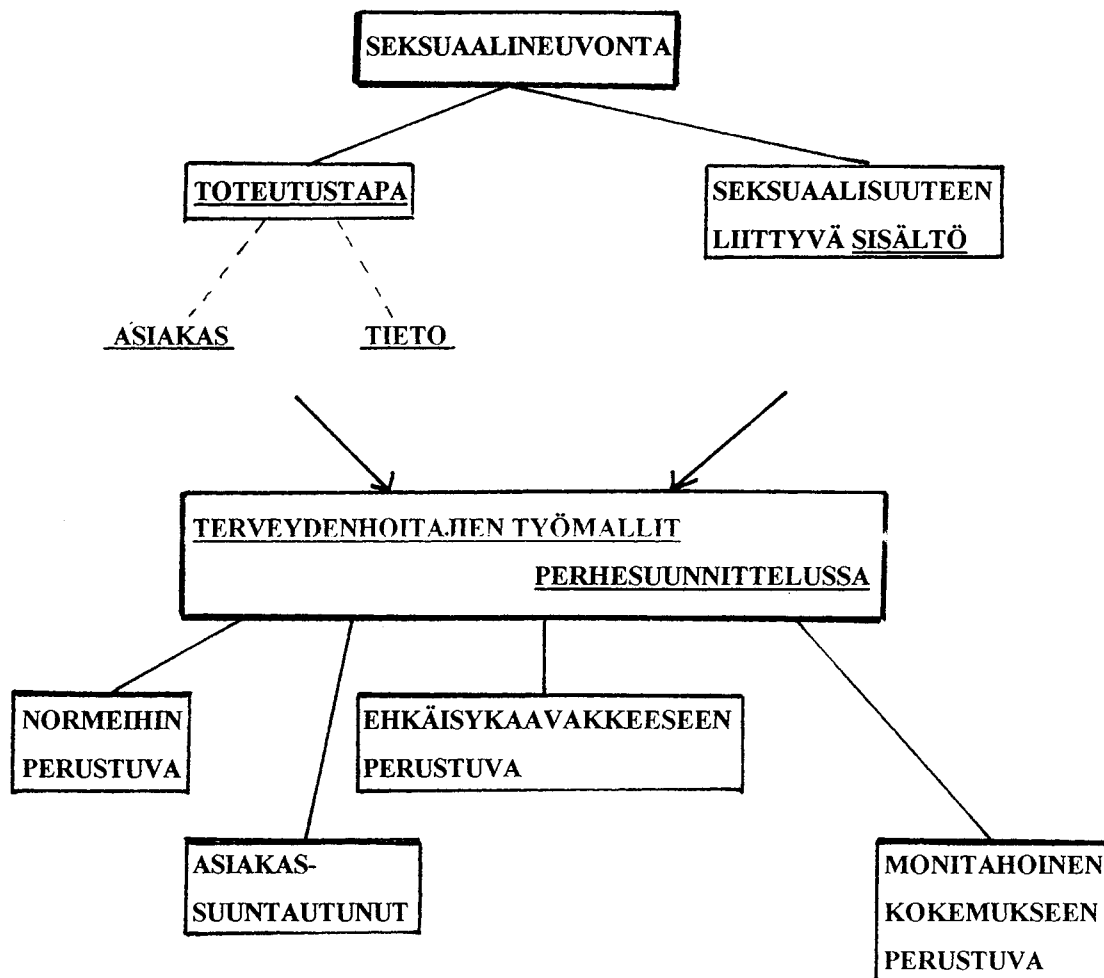 SEKSUAALINEUVONTA
TOTEUTUSTAPA
SEKSUAALISUUTEEN
LIITTYVÄ SISÄLTÖ
ASIAKAS
TIETO
TERVEYDENHOITAJIEN TYÖMALLIT
PERHESUUNNITTELUSSA
NORMEIHIN
PERUSTUVA
EHKÄISYKAAVAKKEESEEN
PERUSTUVA
ASIAKAS-
SUUNTAUTUNUT
MONITAHOINEN
KOKEMUKSEEN
PERUSTUVA